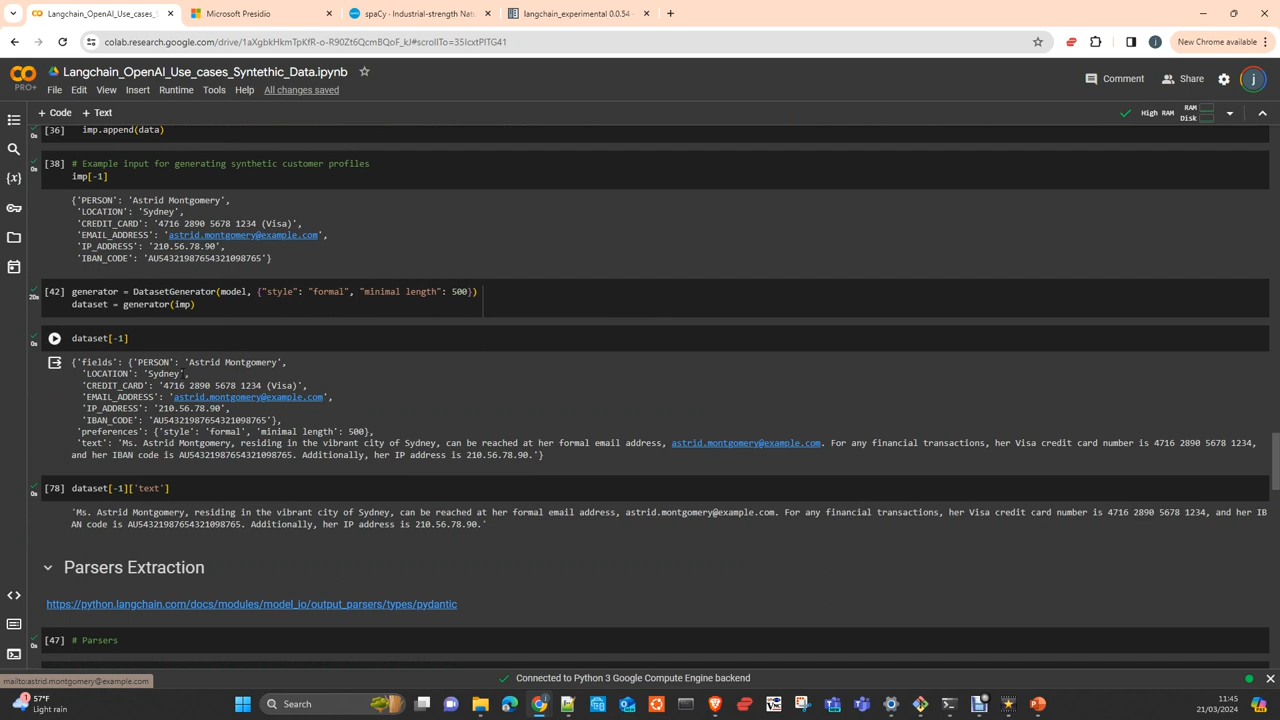 Langchain_OpenAI_Use_cases_S
Microsoft Presidio
spaCy · Industrial-strength Natu
langchain_experimental 0.0.54 -
colab.research.google.com/drive/1aXgbkHkmTpKfR-o-R90Zt6QcmBQoF_kJ#scrollTo=35IcxtPlTG41
New Chrome available
PRO+
Langchain_OpenAI_Use_cases_Syntethic_Data.ipynb
Comment
Share
j
File Edit View Insert Runtime Tools Help All changes saved
+ Code + Text
High RAM
RAM
Disk
[36] imp.append(data)
0s
[38] # Example input for generating synthetic customer profiles
0s
imp[-1]
{'PERSON': 'Astrid Montgomery',
'LOCATION': 'Sydney',
'CREDIT_CARD': '4716 2890 5678 1234 (Visa)',
'EMAIL_ADDRESS': 'astrid.montgomery@example.com',
'IP_ADDRESS': '210.56.78.90',
'IBAN_CODE': 'AU54321987654321098765'}
[42] generator = DatasetGenerator(model, {"style": "formal", "minimal length": 500})
20s
dataset = generator(imp)
dataset[-1]
0s
{'fields': {'PERSON': 'Astrid Montgomery',
'LOCATION': 'Sydney',
'CREDIT_CARD': '4716 2890 5678 1234 (Visa)',
'EMAIL_ADDRESS': 'astrid.montgomery@example.com',
'IP_ADDRESS': '210.56.78.90',
'IBAN_CODE': 'AU54321987654321098765'},
'preferences': {'style': 'formal', 'minimal length': 500},
'text': 'Ms. Astrid Montgomery, residing in the vibrant city of Sydney, can be reached at her formal email address, astrid.montgomery@example.com. For any financial transactions, her Visa credit card number is 4716 2890 5678 1234,
and her IBAN code is AU54321987654321098765. Additionally, her IP address is 210.56.78.90.'}
[78] dataset[-1]['text']
0s
'Ms. Astrid Montgomery, residing in the vibrant city of Sydney, can be reached at her formal email address, astrid.montgomery@example.com. For any financial transactions, her Visa credit card number is 4716 2890 5678 1234, and her IB
AN code is AU54321987654321098765. Additionally, her IP address is 210.56.78.90.'
Parsers Extraction
https://python.langchain.com/docs/modules/model_io/output_parsers/types/pydantic
[47] # Parsers
0s
mailto:astrid.montgomery@example.com
Connected to Python 3 Google Compute Engine backend
57°F
Light rain
Search
11:45
21/03/2024